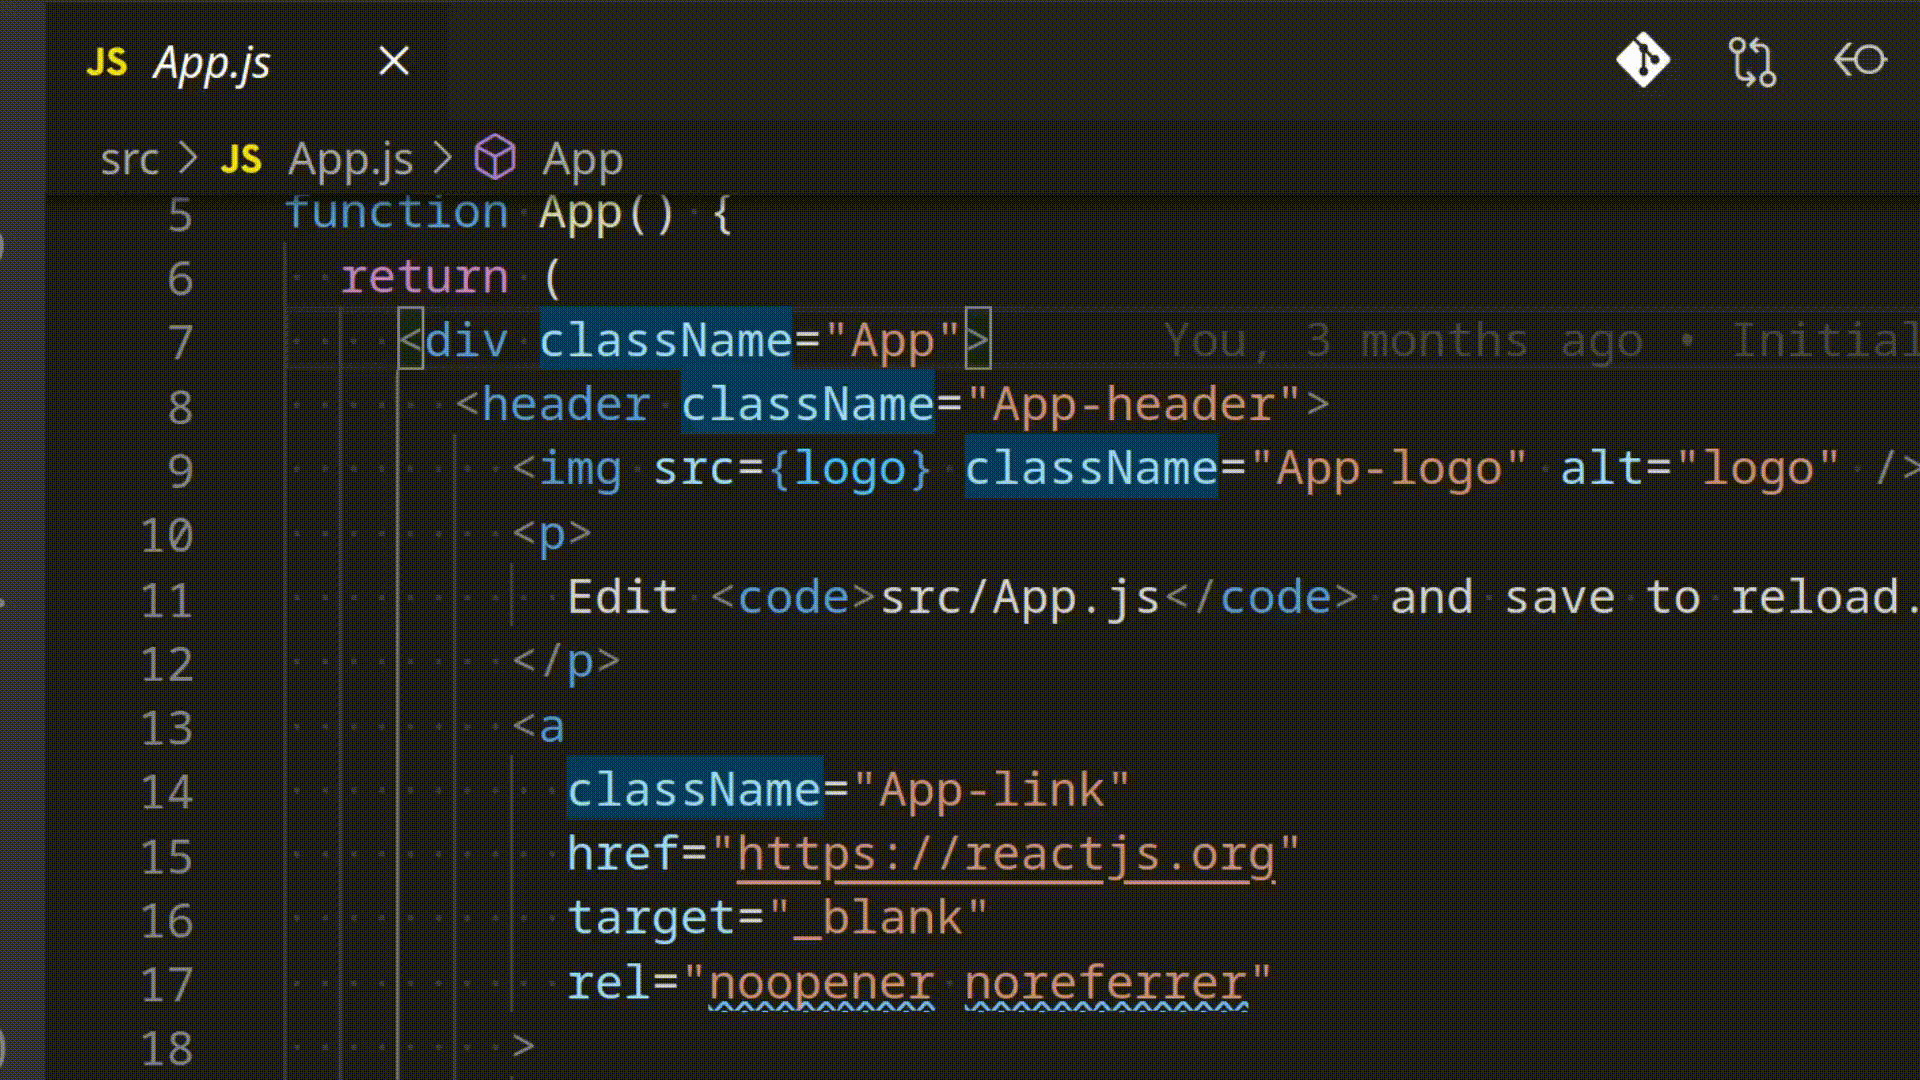 JS App.js
src > JS App.js > App
5 function App() {
6 return (
7 <div className="App"> You, 3 months ago • Initial
8 <header className="App-header">
9 <img src={logo} className="App-logo" alt="logo" />
10 <p>
11 Edit <code>src/App.js</code> and save to reload.
12 </p>
13 <a
14 className="App-link"
15 href="https://reactjs.org"
16 target="_blank"
17 rel="noopener noreferrer"
18 >